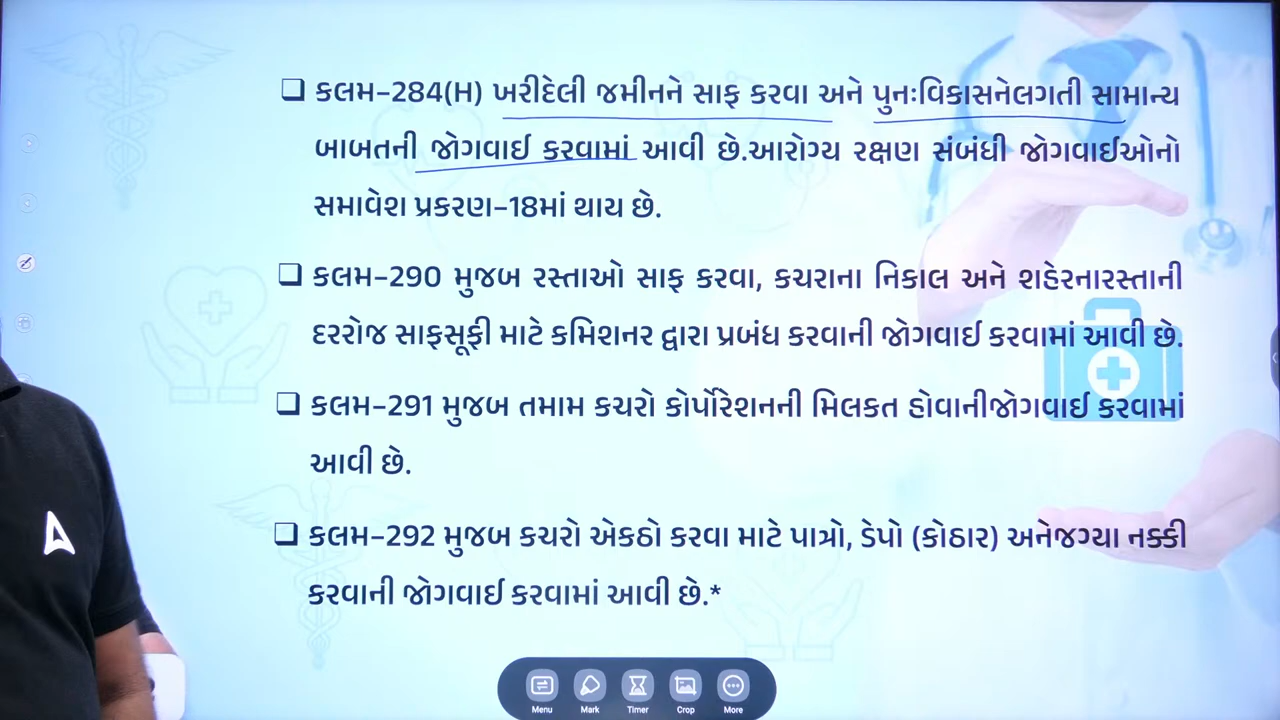 ❑ કલમ–284(H) ખરીદેલી જમીનને સાફ કરવા અને પુનઃવિકાસનેલગતી સામાન્ય
બાબતની જોગવાઈ કરવામાં આવી છે.આરોગ્ય રક્ષણ સંબંધી જોગવાઈઓનો
સમાવેશ પ્રકરણ–18માં થાય છે.
❑ કલમ–290 મુજબ રસ્તાઓ સાફ કરવા, કચરાના નિકાલ અને શહેરનારસ્તાની
દરરોજ સાફસૂફી માટે કમિશનર દ્વારા પ્રબંધ કરવાની જોગવાઈ કરવામાં આવી છે.
❑ કલમ–291 મુજબ તમામ કચરો કોર્પોરેશનની મિલકત હોવાનીજોગવાઈ કરવામાં
આવી છે.
❑ કલમ–292 મુજબ કચરો એકઠો કરવા માટે પાત્રો, ડેપો (કોઠાર) અનેજગ્યા નક્કી
કરવાની જોગવાઈ કરવામાં આવી છે.*
Menu Mark Timer Crop More